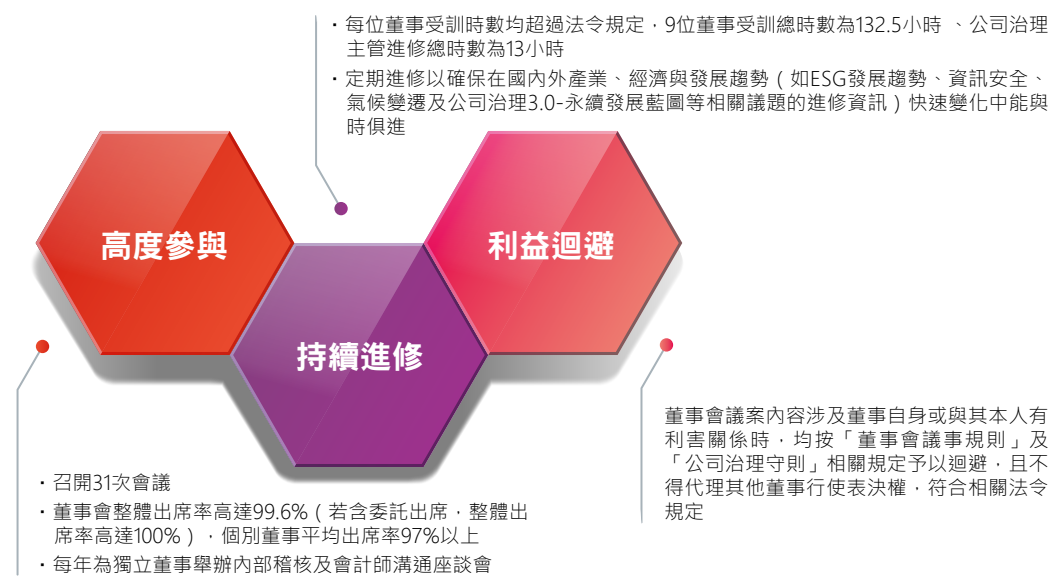 ・每位董事受訓時數均超過法令規定，9位董事受訓總時數為132.5小時 、公司治理
主管進修總時數為13小時
・定期進修以確保在國內外產業、經濟與發展趨勢（如ESG發展趨勢、資訊安全、
氣候變遷及公司治理3.0-永續發展藍圖等相關議題的進修資訊）快速變化中能與
時俱進
高度參與
利益迴避
持續進修
董事會議案內容涉及董事自身或與其本人有
利害關係時，均按「董事會議事規則」及
「公司治理守則」相關規定予以迴避，且不
得代理其他董事行使表決權，符合相關法令
規定
・召開31次會議
・董事會整體出席率高達99.6%（若含委託出席，整體出
席率高達100%），個別董事平均出席率97%以上
・每年為獨立董事舉辦內部稽核及會計師溝通座談會